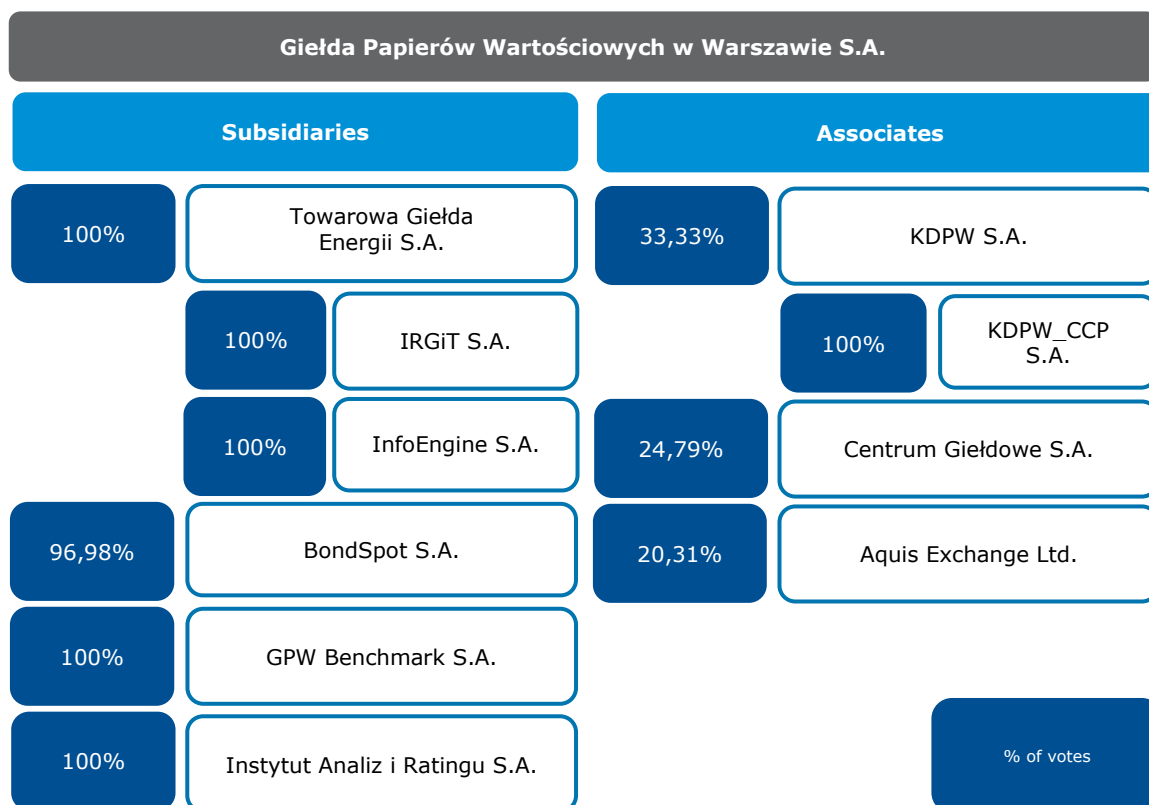 Giełda Papierów Wartościowych w Warszawie S.A.
Subsidiaries
100%
Towarowa Giełda
Energii S.A.
100%
IRGiT S.A.
100%
InfoEngine S.A.
96,98%
BondSpot S.A.
100%
GPW Benchmark S.A.
100%
Instytut Analiz i Ratingu S.A.
Associates
33,33%
KDPW S.A.
100%
KDPW_CCP
S.A.
24,79%
Centrum Giełdowe S.A.
20,31%
Aquis Exchange Ltd.
% of votes